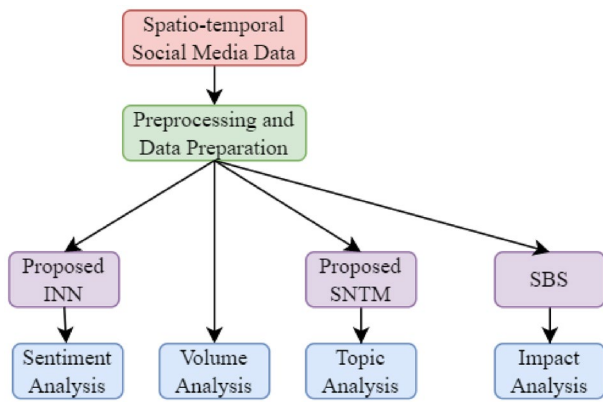 Spatio-temporal
Social Media Data
Preprocessing and
Data Preparation
Proposed
INN
Proposed
SNTM
SBS
Sentiment
Analysis
Volume
Analysis
Topic
Analysis
Impact
Analysis